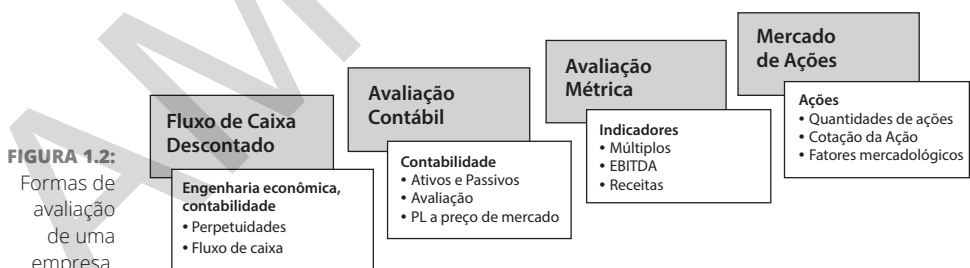 FIGURA 1.2:
Formas de
avaliação
de uma
empresa.
Fluxo de Caixa
Descontado
Engenharia econômica,
contabilidade
• Perpetuidades
• Fluxo de caixa
Avaliação
Contábil
Contabilidade
• Ativos e Passivos
• Avaliação
• PL a preço de mercado
Avaliação
Métrica
Indicadores
• Múltiplos
• EBITDA
• Receitas
Mercado
de Ações
Ações
• Quantidades de ações
• Cotação da Ação
• Fatores mercadológicos